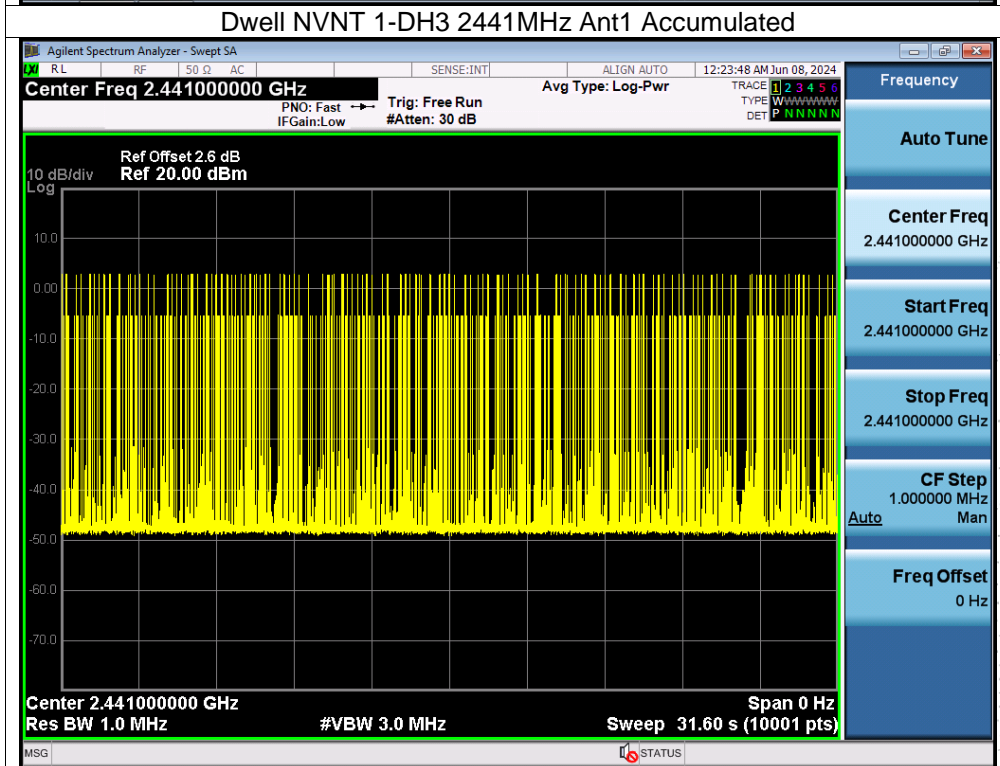 Dwell NVNT 1-DH3 2441MHz Ant1 Accumulated
Agilent Spectrum Analyzer - Swept SA
LXI RL RF 50 Ω AC SENSE:INT ALIGN AUTO 12:23:48 AM Jun 08, 2024
Center Freq 2.441000000 GHz
PNO: Fast
IFGain:Low
Trig: Free Run
#Atten: 30 dB
Avg Type: Log-Pwr
TRACE 1 2 3 4 5 6
TYPE WWWWWW
DET P N N N N N
Ref Offset 2.6 dB
10 dB/div Ref 20.00 dBm
Log
10.0
0.00
-10.0
-20.0
-30.0
-40.0
-50.0
-60.0
-70.0
Center 2.441000000 GHz Span 0 Hz
Res BW 1.0 MHz #VBW 3.0 MHz Sweep 31.60 s (10001 pts)
MSG STATUS
Frequency
Auto Tune
Center Freq
2.441000000 GHz
Start Freq
2.441000000 GHz
Stop Freq
2.441000000 GHz
CF Step
1.000000 MHz
Auto Man
Freq Offset
0 Hz